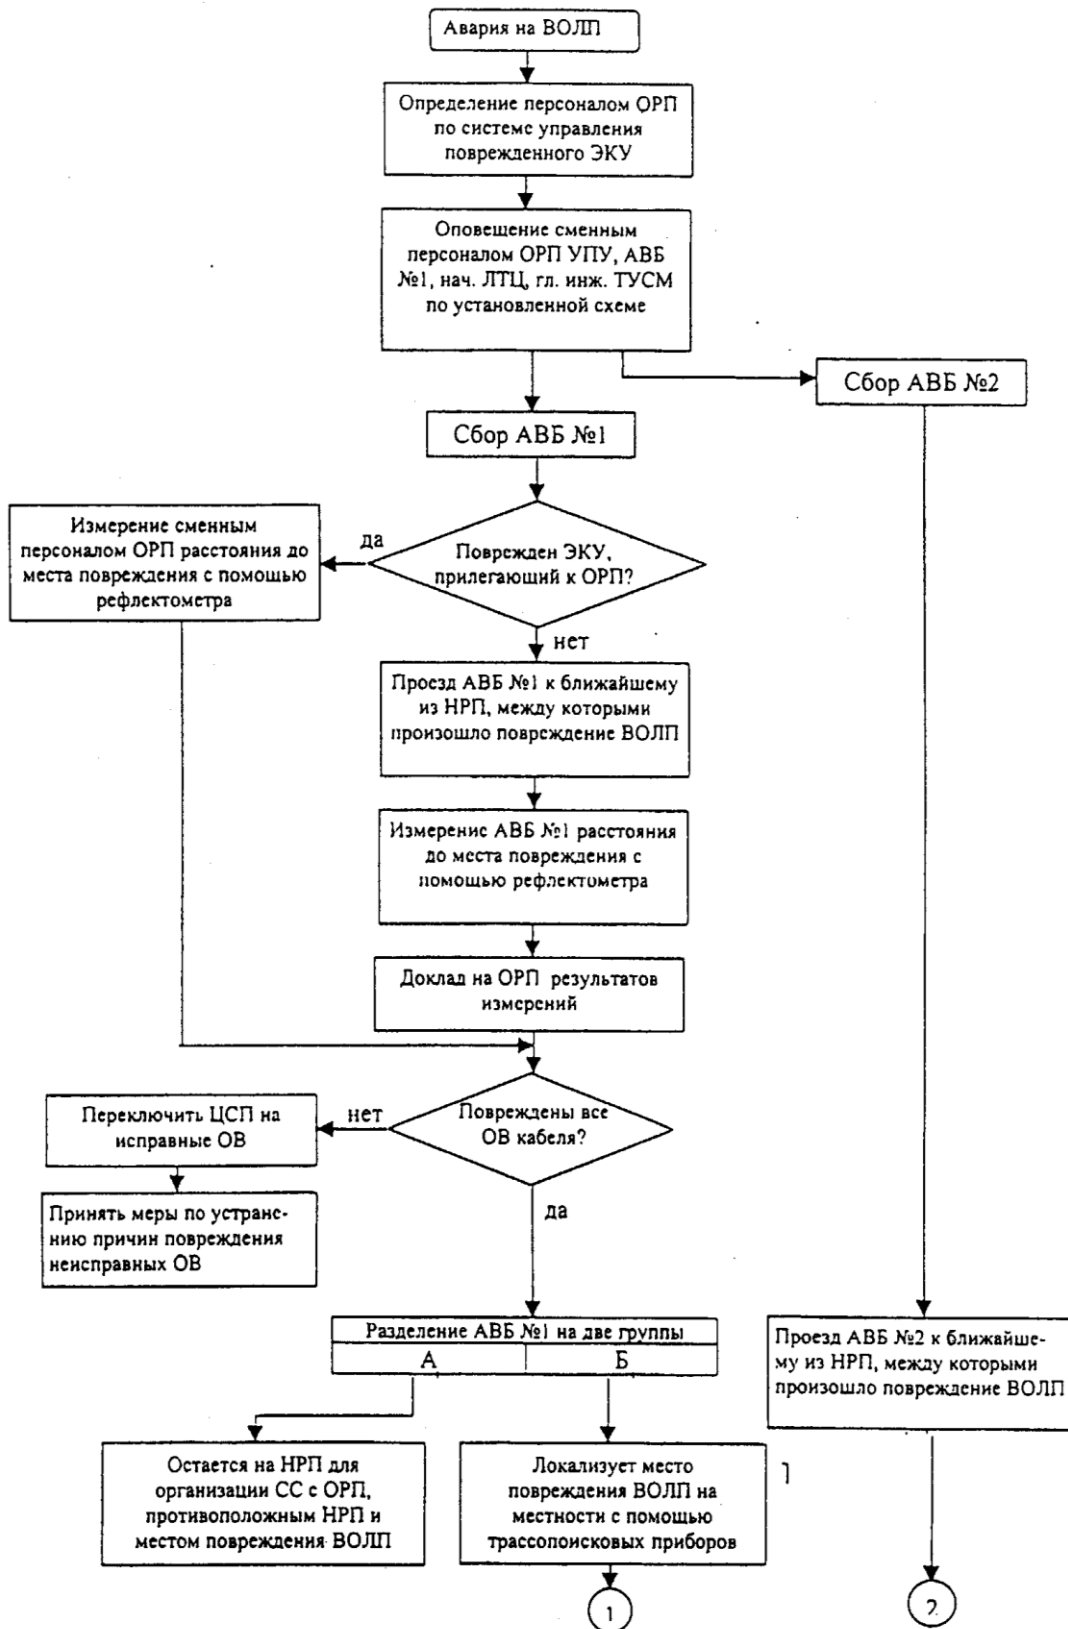 Авария на ВОЛП
Определение персоналом ОРП
по системе управления
поврежденного ЭКУ
Оповещение сменным
персоналом ОРП УПУ, АВБ
№1, нач. ЛТЦ, гл. инж. ТУСМ
по установленной схеме
Сбор АВБ №2
Сбор АВБ №1
Измерение сменным
персоналом ОРП расстояния до
места повреждения с помощью
рефлектометра
да
Поврежден ЭКУ,
прилегающий к ОРП?
нет
Проезд АВБ №1 к ближайшему
из НРП, между которыми
произошло повреждение ВОЛП
Измерение АВБ №1 расстояния
до места повреждения с
помощью рефлектометра
Доклад на ОРП результатов
измерений
Переключить ЦСП на
исправные ОВ
нет
Повреждены все
ОВ кабеля?
да
Принять меры по устране-
нию причин повреждения
неисправных ОВ
Разделение АВБ №1 на две группы
А
Б
Проезд АВБ №2 к ближайше-
му из НРП, между которыми
произошло повреждение ВОЛП
Остается на НРП для
организации СС с ОРП,
противоположным НРП и
местом повреждения ВОЛП
Локализует место
повреждения ВОЛП на
местности с помощью
трассопоисковых приборов
1
2